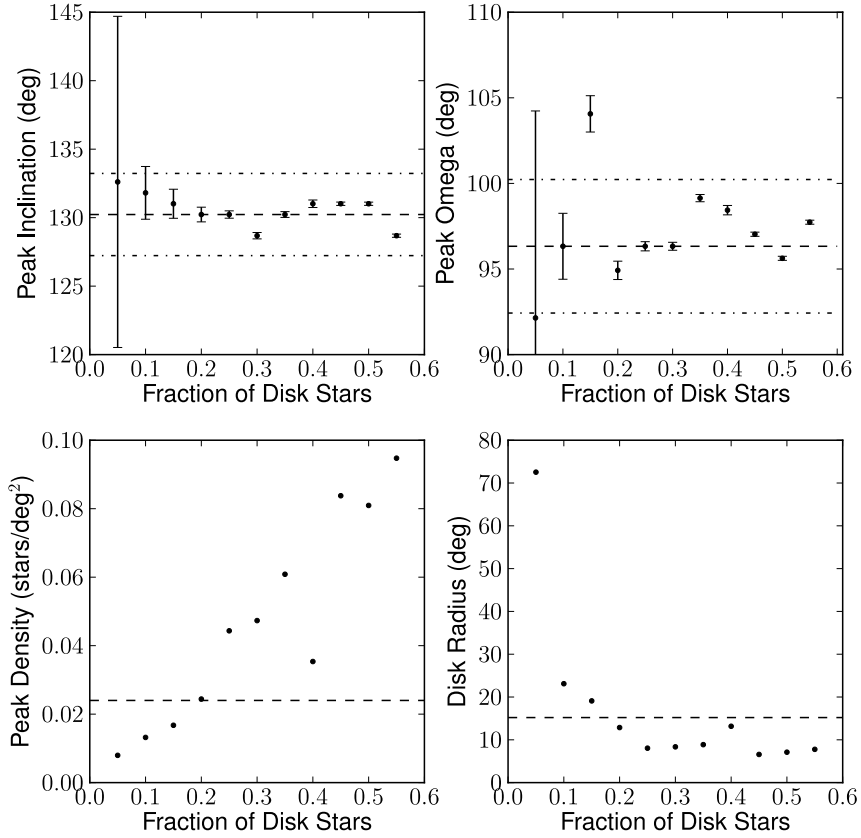 145
140
135
130
125
120
Peak Inclination (deg)
0.0 0.1 0.2 0.3 0.4 0.5 0.6
Fraction of Disk Stars
110
105
100
95
90
Peak Omega (deg)
0.0 0.1 0.2 0.3 0.4 0.5 0.6
Fraction of Disk Stars
0.10
0.08
0.06
0.04
0.02
0.00
Peak Density (stars/deg²)
0.0 0.1 0.2 0.3 0.4 0.5 0.6
Fraction of Disk Stars
80
70
60
50
40
30
20
10
0
Disk Radius (deg)
0.0 0.1 0.2 0.3 0.4 0.5 0.6
Fraction of Disk Stars